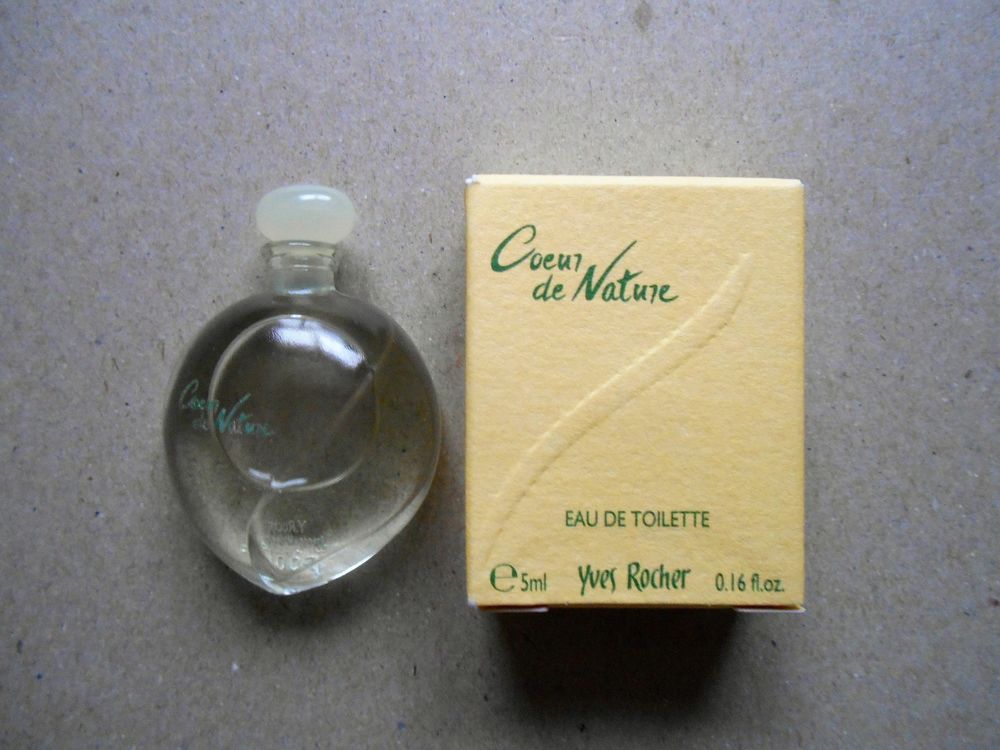 Coeur
de Nature
Coeur
de Nature
EAU DE TOILETTE
e 5ml Yves Rocher 0.16 fl.oz.